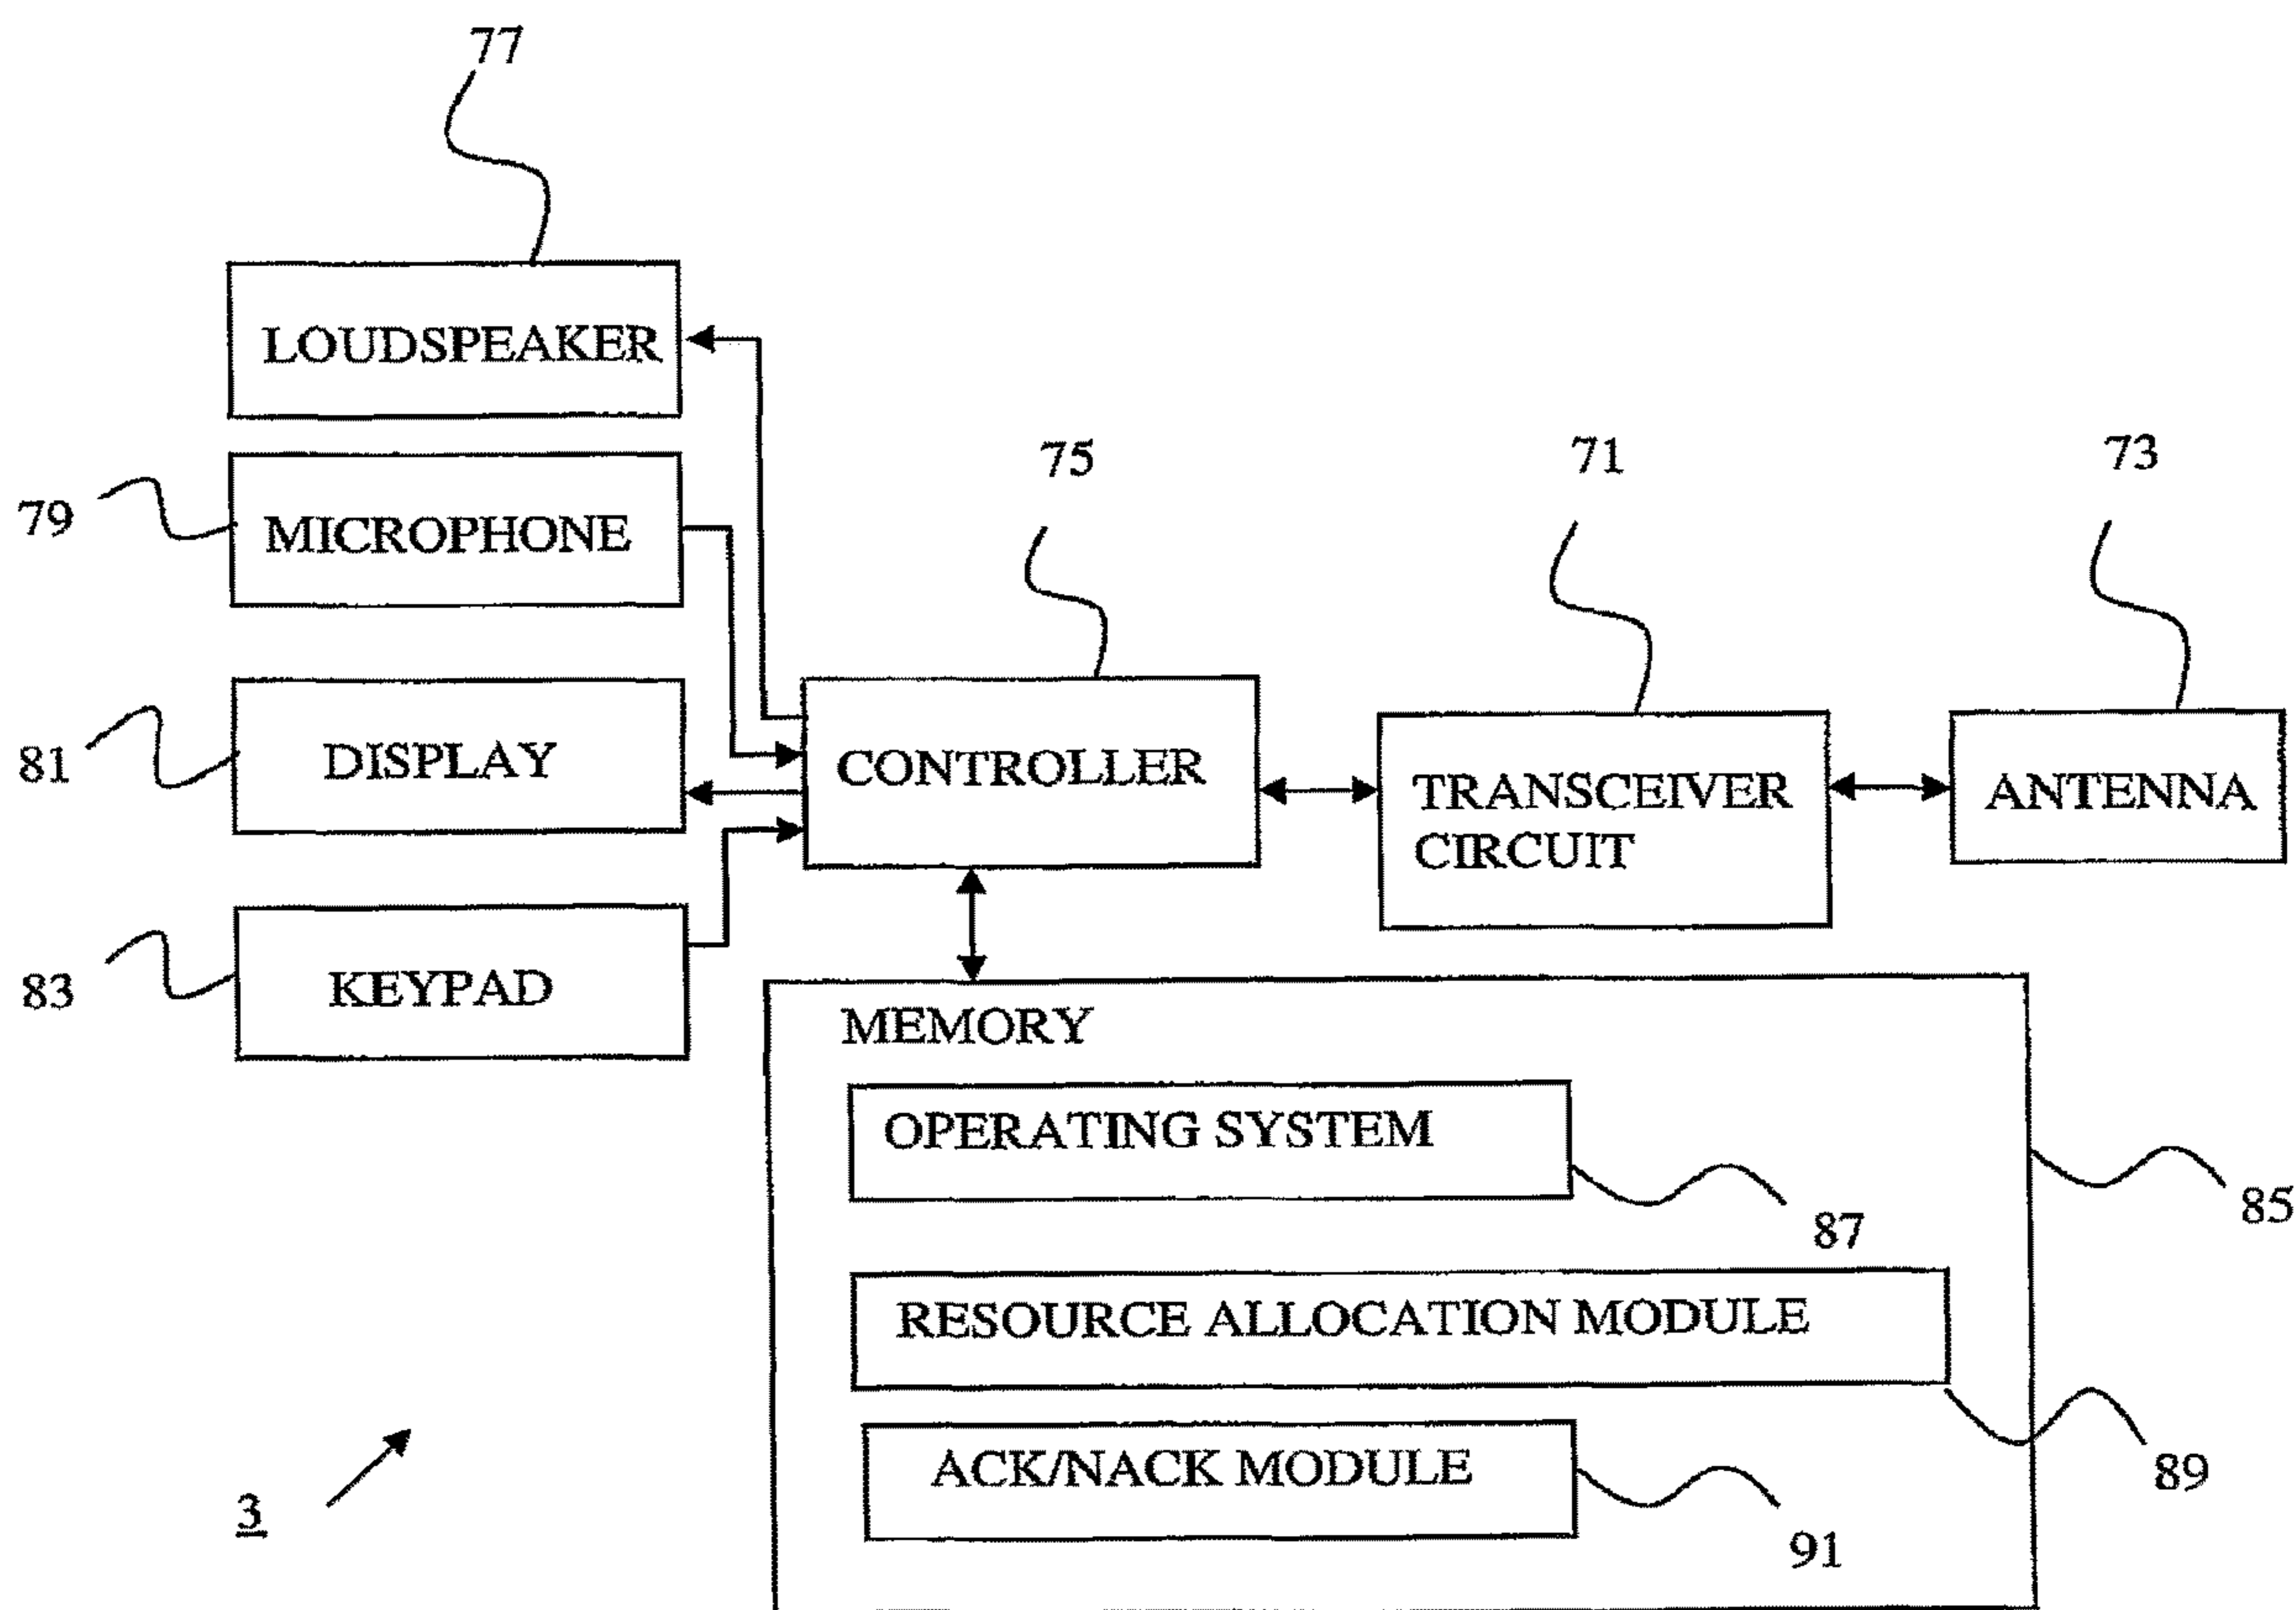 77
LOUDSPEAKER
75
71
73
79
MICROPHONE
81
DISPLAY
CONTROLLER
TRANSCEIVER
CIRCUIT
ANTENNA
83
KEYPAD
MEMORY
OPERATING SYSTEM
85
87
RESOURCE ALLOCATION MODULE
89
ACK/NACK MODULE
91
3